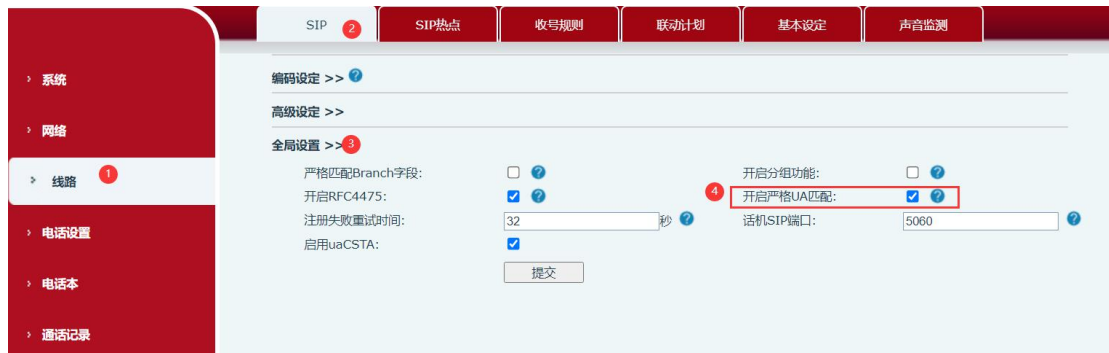 SIP 2 SIP热点 收号规则 联动计划 基本设定 声音监测
› 系统
› 网络
› 线路 1
› 电话设置
› 电话本
› 通话记录
编码设定 >> ?
高级设定 >>
全局设置 >> 3
严格匹配Branch字段: ? 开启分组功能: ?
开启RFC4475: ? 4 开启严格UA匹配: ?
注册失败重试时间: 32 秒 ? 话机SIP端口: 5060 ?
启用uaCSTA:
提交